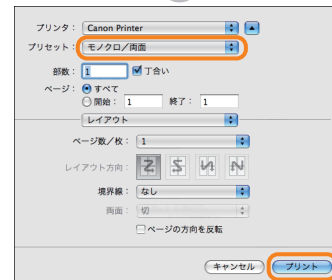 プリンタ： Canon Printer
プリセット： モノクロ／両面
部数： 1 丁合い
ページ： すべて
開始： 1 終了： 1
レイアウト
ページ数／枚： 1
レイアウト方向：
境界線： なし
両面： 切
ページの方向を反転
キャンセル プリント